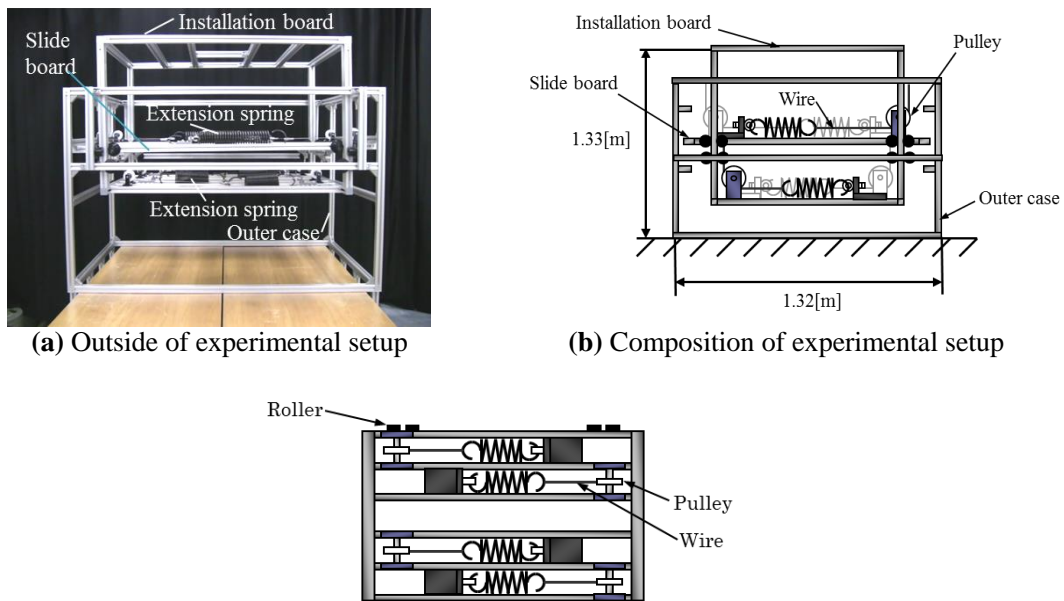 Installation board
Slide
board
Extension spring
Extension spring
Outer case
(a) Outside of experimental setup
Installation board
Pulley
Slide board
Wire
1.33[m]
Outer case
1.32[m]
(b) Composition of experimental setup
Roller
Pulley
Wire